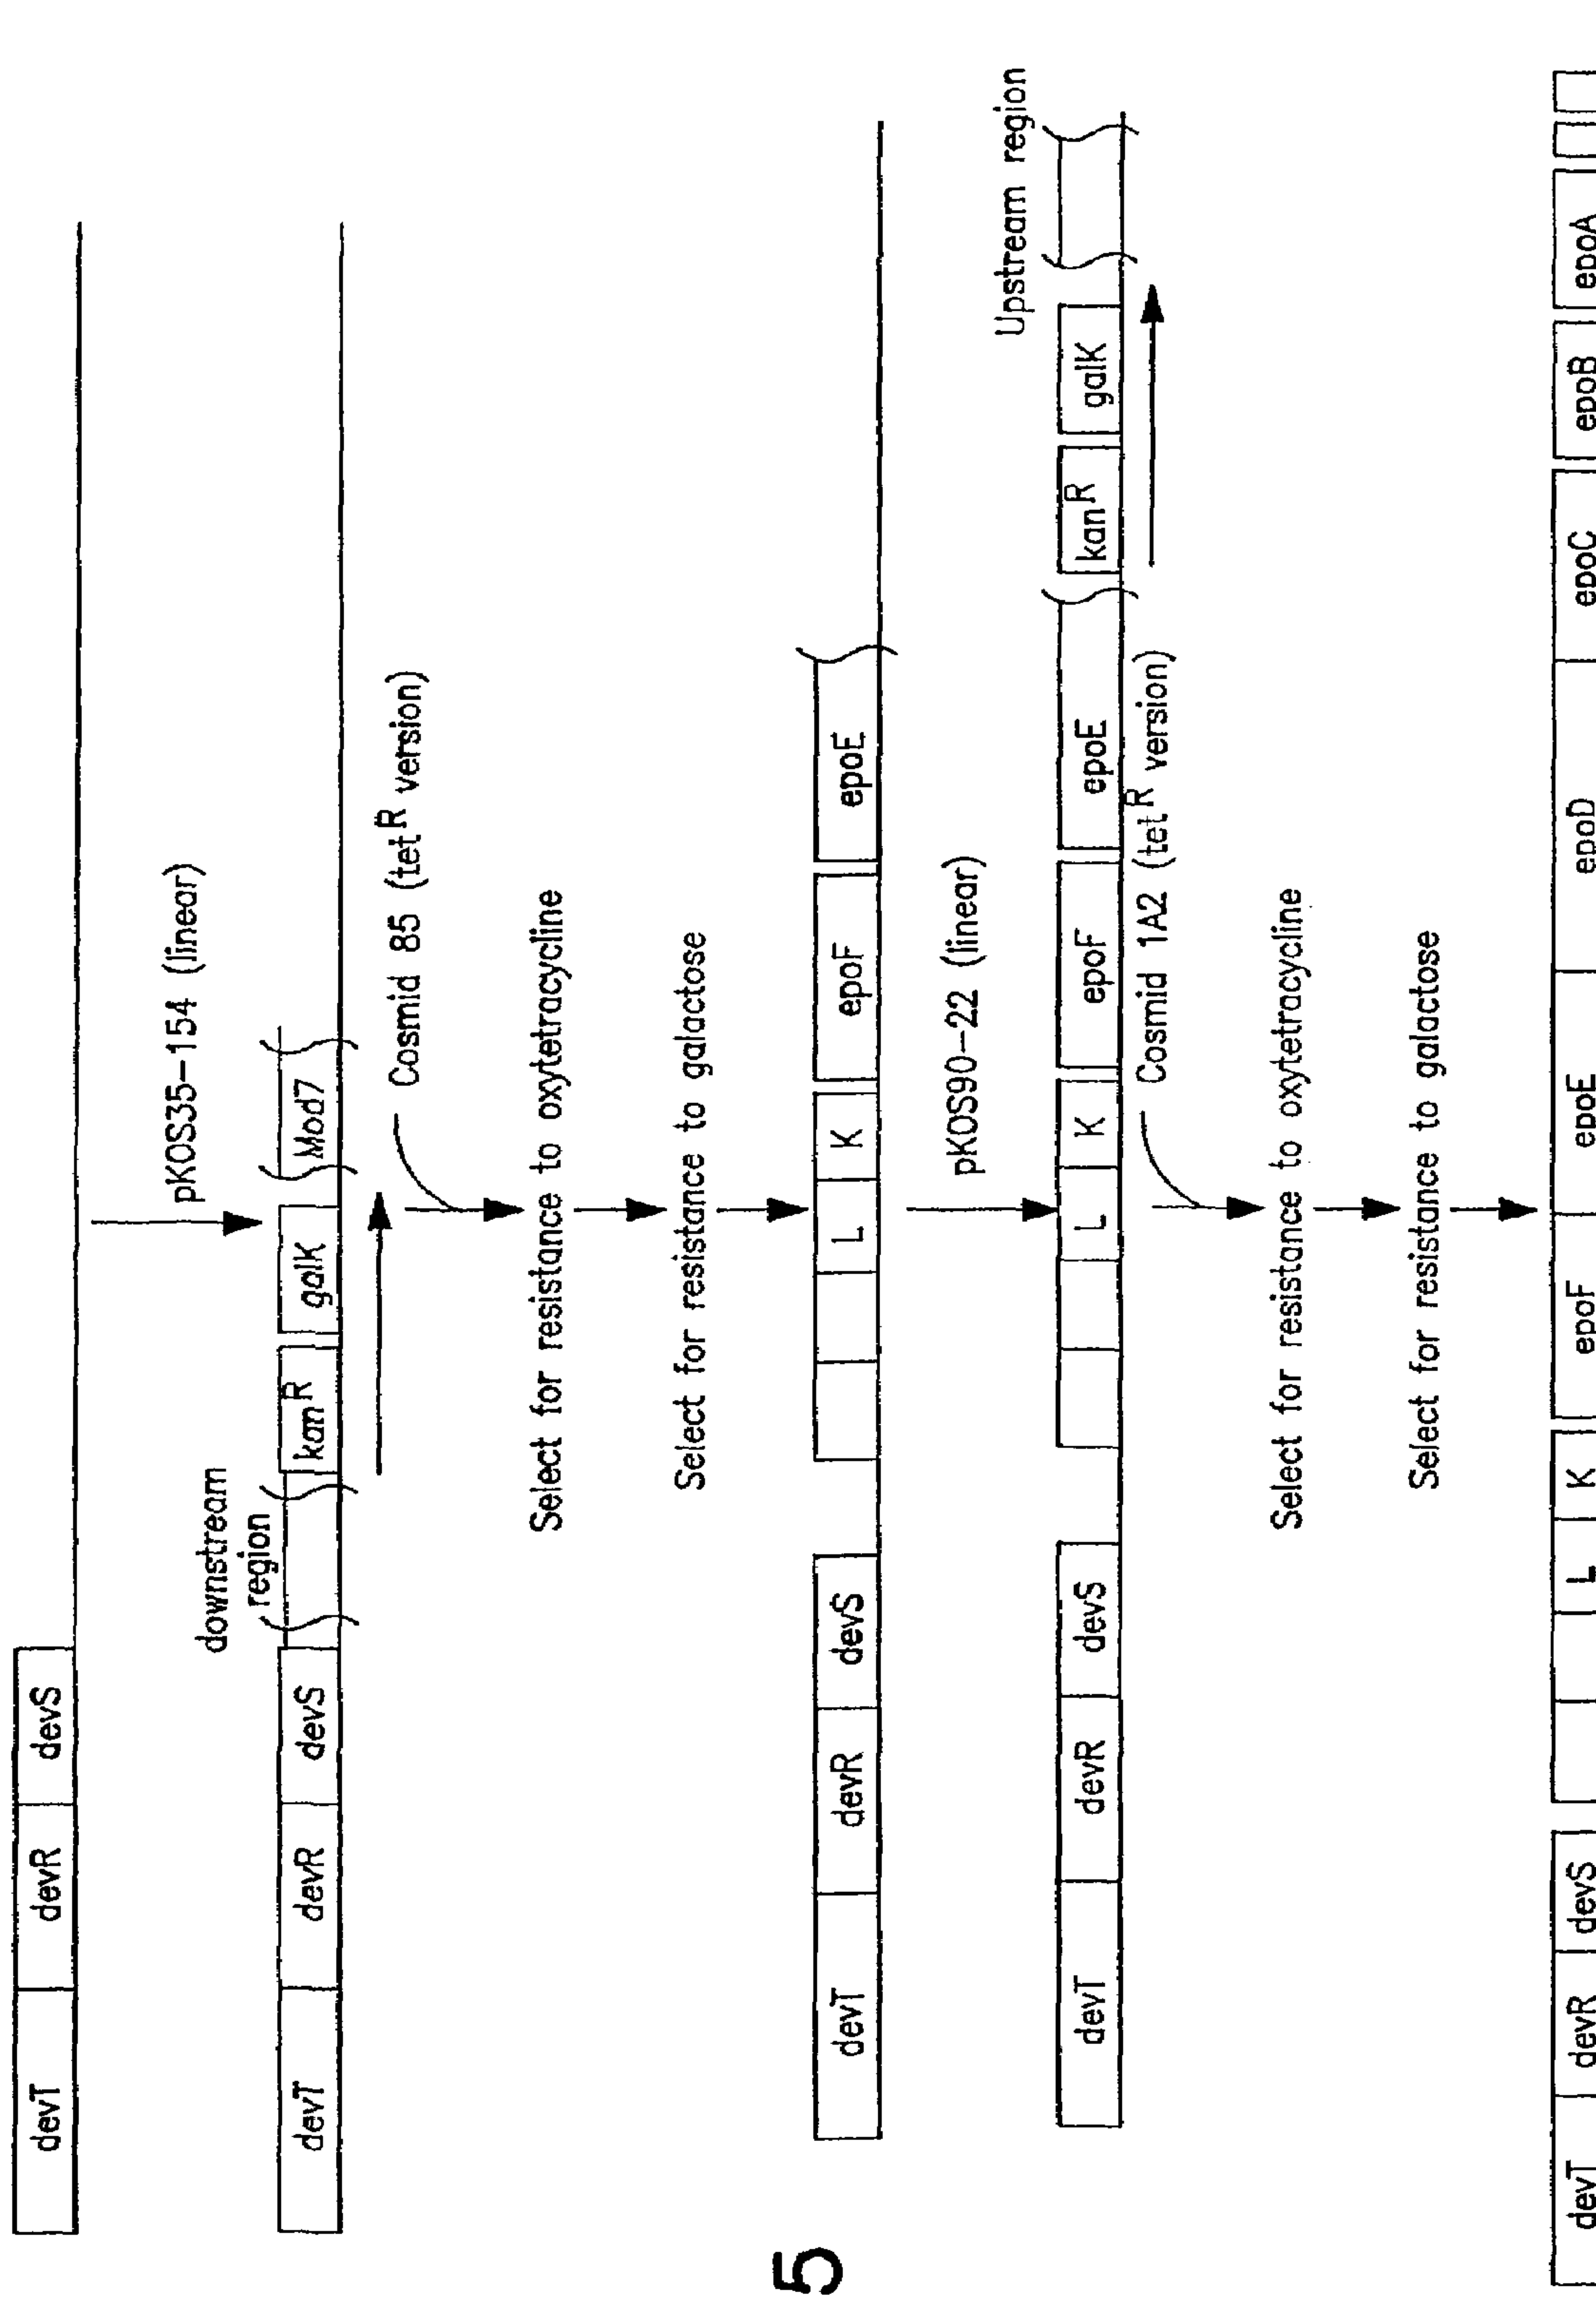 devT devR devS
pKOS35-154 (linear)
downstream
region
devT devR devS kanR galK Mod7
Cosmid 85 (tetR version)
Select for resistance to oxytetracycline
Select for resistance to galactose
devT devR devS L K epoF epoE
pKOS90-22 (linear)
Upstream region
devT devR devS L K epoF epoE kanR galK
Cosmid 1A2 (tetR version)
Select for resistance to oxytetracycline
Select for resistance to galactose
devT devR devS L K epoF epoE epoD epoC epoB epoA
5